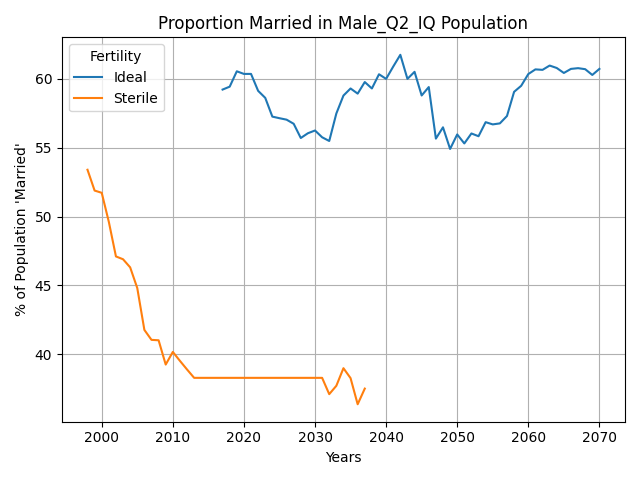 Proportion Married in Male_Q2_IQ Population
Fertility
Ideal
Sterile
% of Population 'Married'
60
55
50
45
40
2000
2010
2020
2030
2040
2050
2060
2070
Years